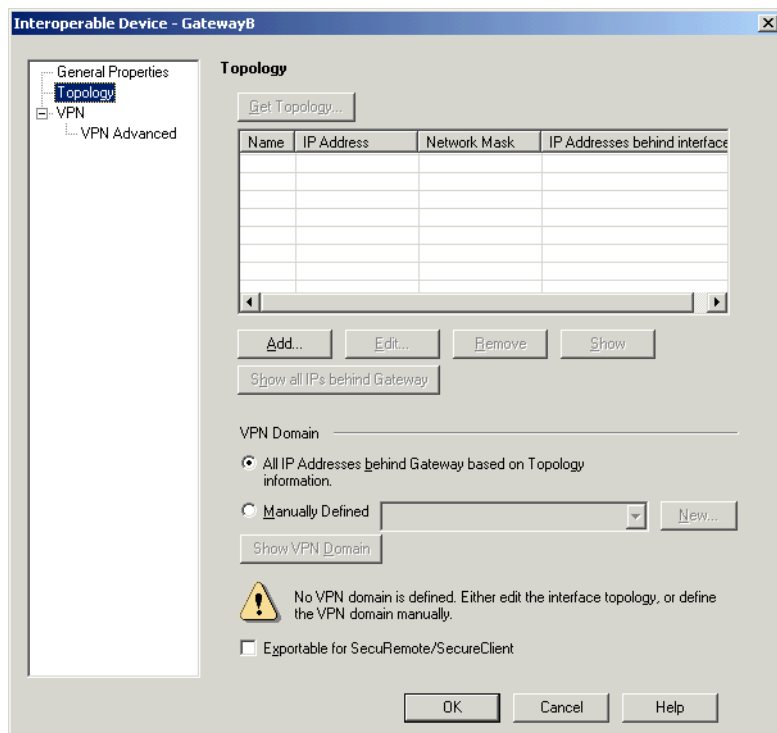 Interoperable Device - GatewayB
General Properties
Topology
VPN
VPN Advanced
Topology
Get Topology...
Name IP Address Network Mask IP Addresses behind interface
Add... Edit... Remove Show
Show all IPs behind Gateway
VPN Domain
All IP Addresses behind Gateway based on Topology
information.
Manually Defined New...
Show VPN Domain
No VPN domain is defined. Either edit the interface topology, or define
the VPN domain manually.
Exportable for SecuRemote/SecureClient
OK Cancel Help